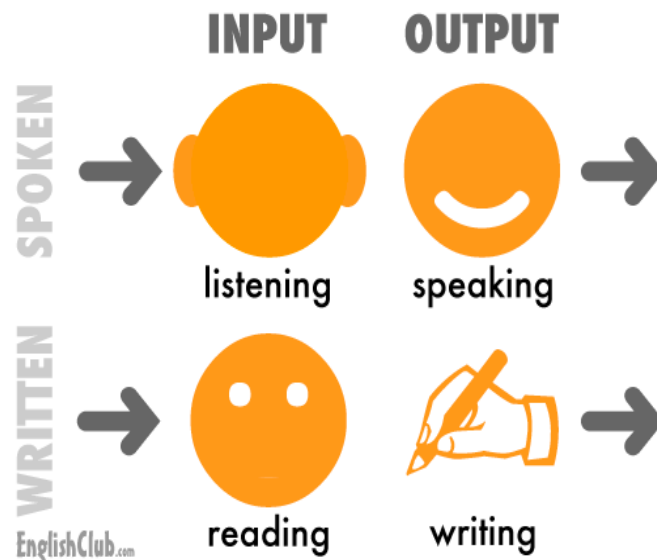 INPUT OUTPUT
SPOKEN
listening speaking
WRITTEN
reading writing
EnglishClub.com